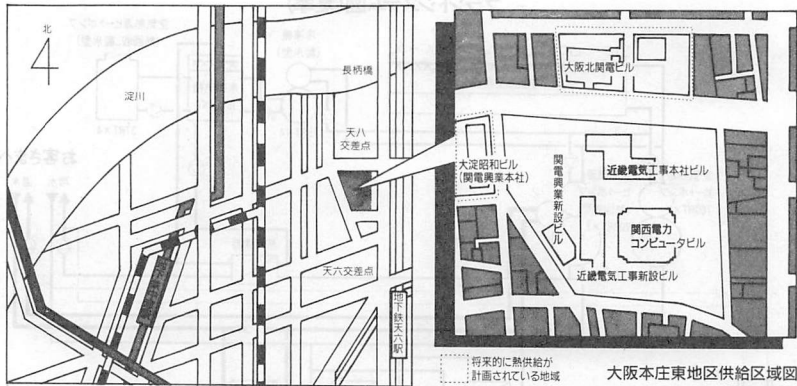 北
淀川
長柄橋
天八
交差点
天六交差点
地下鉄天六駅
大阪北関電ビル
大淀昭和ビル
(関電興業本社)
関電興業新設ビル
近畿電気工事本社ビル
関西電力
コンピュータビル
近畿電気工事新設ビル
将来的に熱供給が
計画されている地域
大阪本庄東地区供給区域図